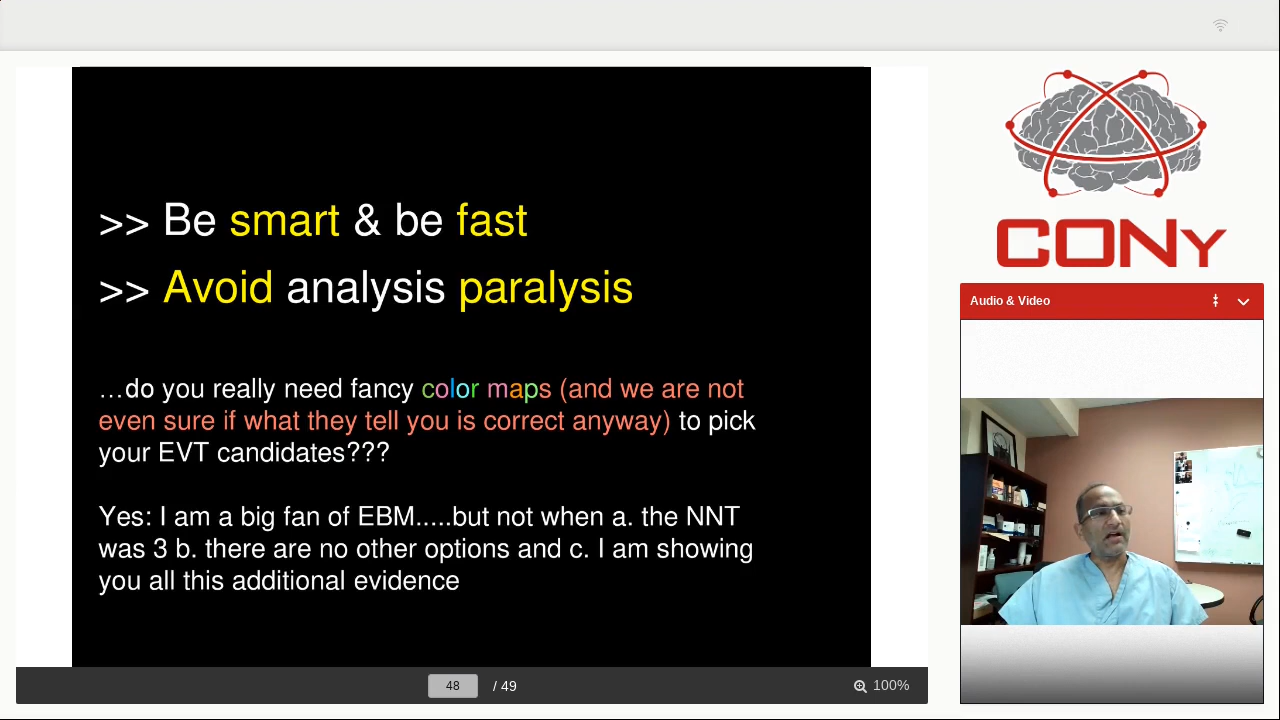 >> Be smart & be fast
>> Avoid analysis paralysis
…do you really need fancy color maps (and we are not
even sure if what they tell you is correct anyway) to pick
your EVT candidates???
Yes: I am a big fan of EBM.....but not when a. the NNT
was 3 b. there are no other options and c. I am showing
you all this additional evidence
48 / 49
100%
CONy
Audio & Video